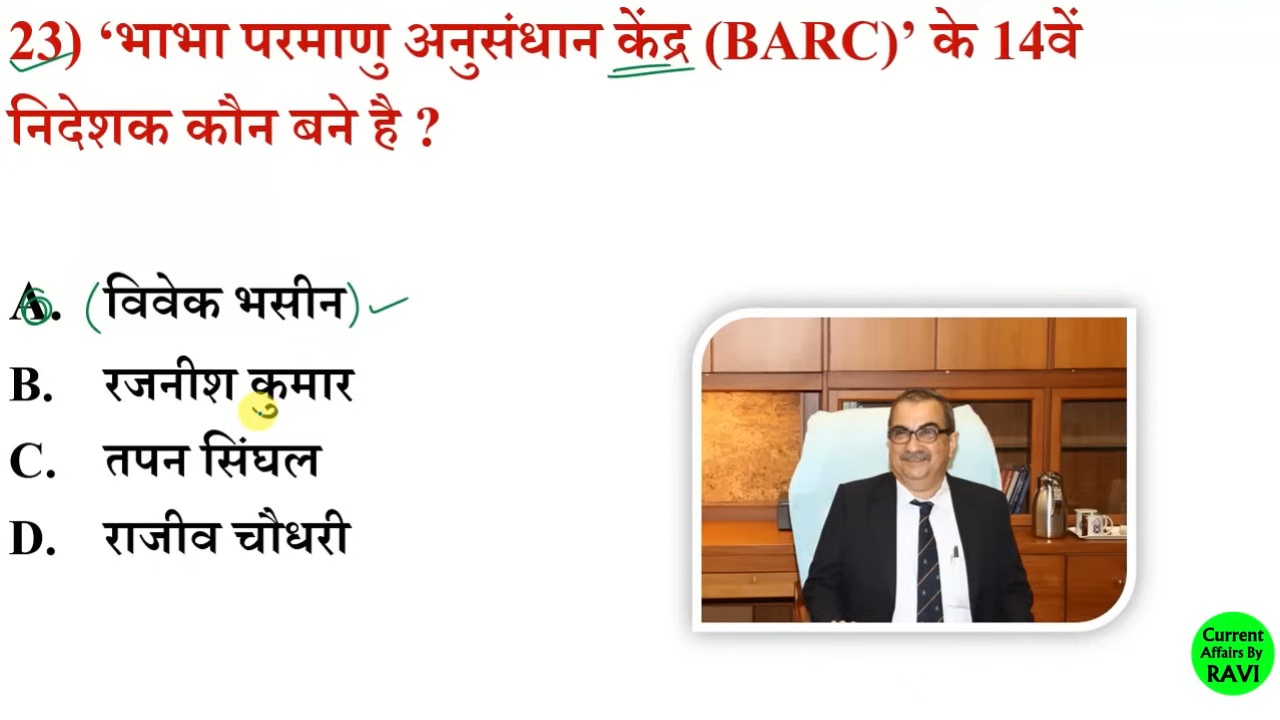 23) ‘भाभा परमाणु अनुसंधान केंद्र (BARC)’ के 14वें
निदेशक कौन बने है ?
A. (विवेक भसीन)
B. रजनीश कुमार
C. तपन सिंघल
D. राजीव चौधरी
Current
Affairs By
RAVI